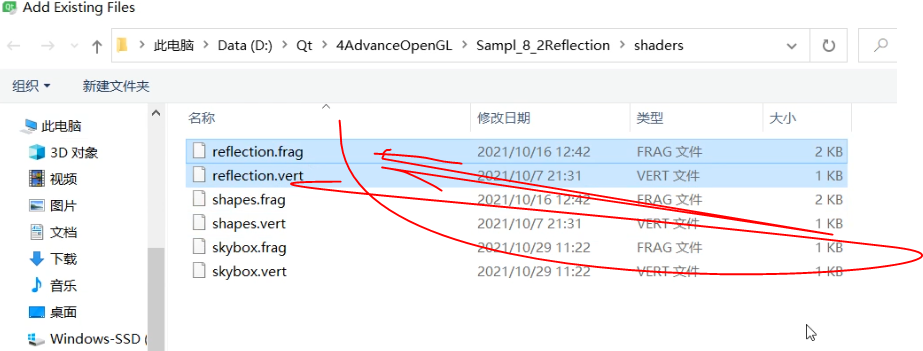 Qt Add Existing Files
此电脑 > Data (D:) > Qt > 4AdvanceOpenGL > Sampl_8_2Reflection > shaders
组织 新建文件夹
此电脑
3D 对象
视频
图片
文档
下载
音乐
桌面
Windows-SSD (
名称 修改日期 类型 大小
reflection.frag 2021/10/16 12:42 FRAG 文件 2 KB
reflection.vert 2021/10/7 21:31 VERT 文件 1 KB
shapes.frag 2021/10/16 12:42 FRAG 文件 2 KB
shapes.vert 2021/10/7 21:31 VERT 文件 1 KB
skybox.frag 2021/10/29 11:22 FRAG 文件 1 KB
skybox.vert 2021/10/29 11:22 VERT 文件 1 KB